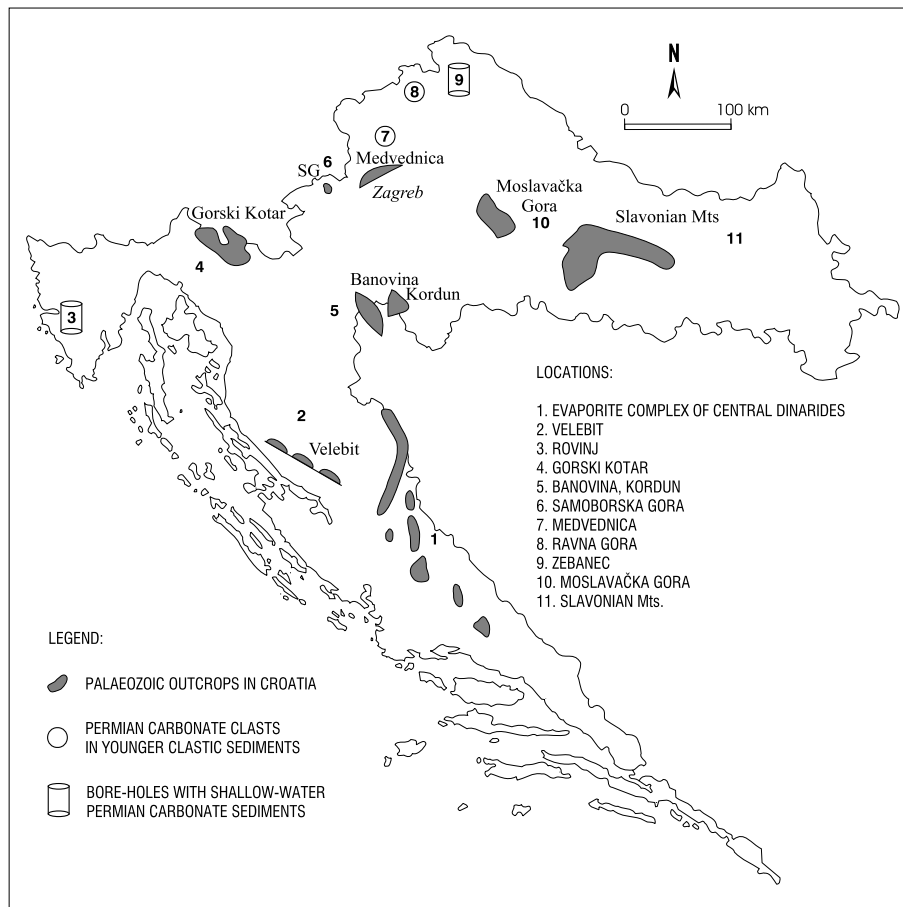 N
0 100 km
9
8
7
6
SG
Medvednica
Zagreb
Moslavačka
Gora
10
Slavonian Mts
11
Gorski Kotar
4
3
Banovina
Kordun
5
2
Velebit
1
LOCATIONS:
1. EVAPORITE COMPLEX OF CENTRAL DINARIDES
2. VELEBIT
3. ROVINJ
4. GORSKI KOTAR
5. BANOVINA, KORDUN
6. SAMOBORSKA GORA
7. MEDVEDNICA
8. RAVNA GORA
9. ZEBANEC
10. MOSLAVAČKA GORA
11. SLAVONIAN Mts.
LEGEND:
PALAEOZOIC OUTCROPS IN CROATIA
PERMIAN CARBONATE CLASTS
IN YOUNGER CLASTIC SEDIMENTS
BORE-HOLES WITH SHALLOW-WATER
PERMIAN CARBONATE SEDIMENTS